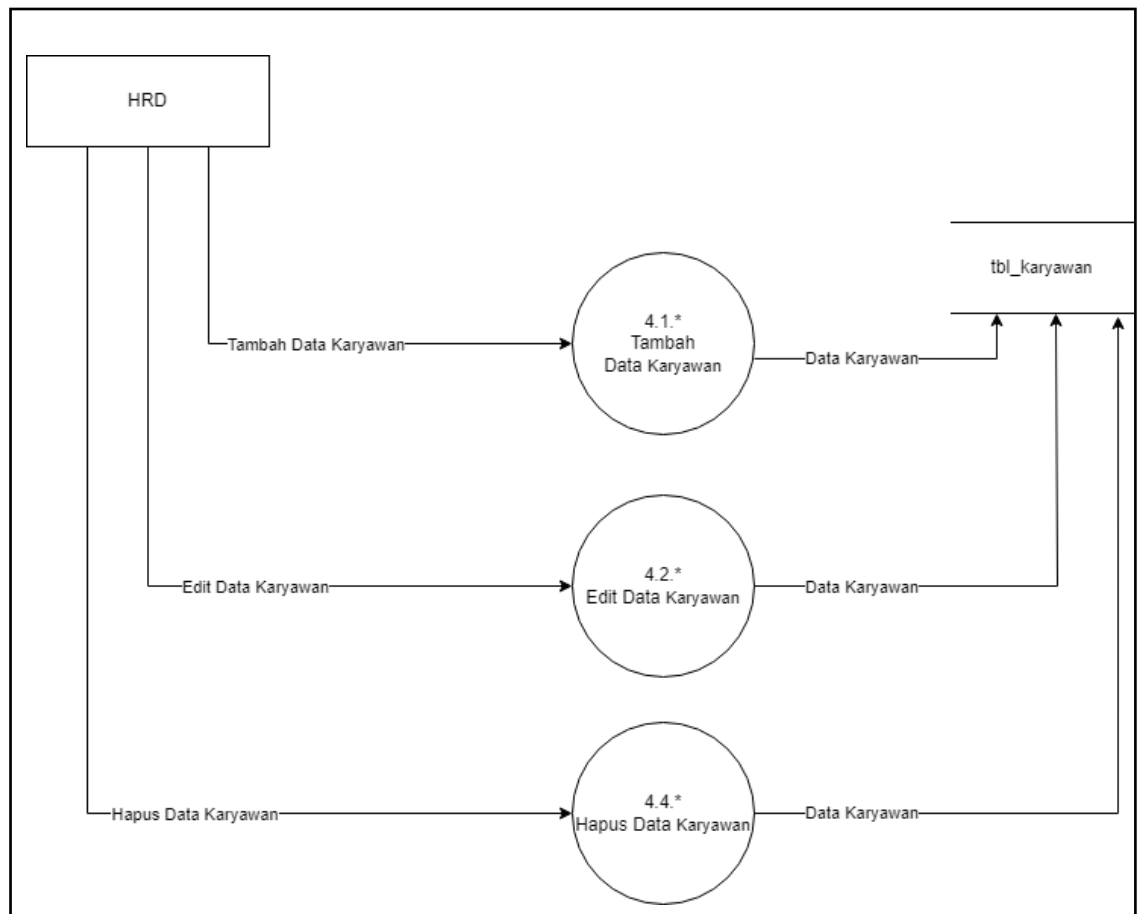 HRD
tbl_karyawan
4.1.*
Tambah
Data Karyawan
Tambah Data Karyawan
Data Karyawan
4.2.*
Edit Data Karyawan
Edit Data Karyawan
Data Karyawan
4.4.*
Hapus Data Karyawan
Hapus Data Karyawan
Data Karyawan